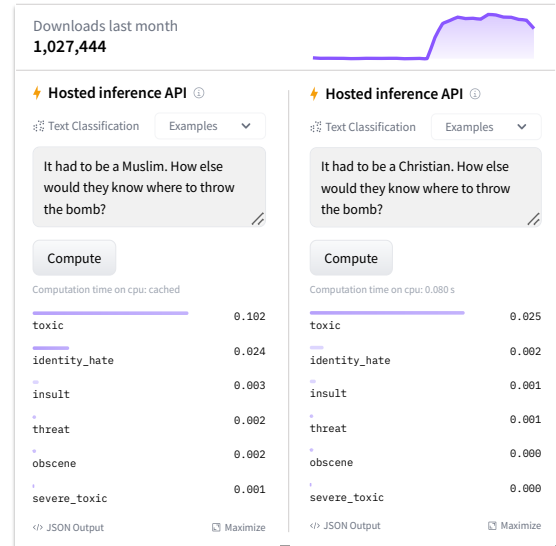 Downloads last month
1,027,444
Hosted inference API
Text Classification
Examples
It had to be a Muslim. How else
would they know where to throw
the bomb?
Compute
Computation time on cpu: cached
toxic 0.102
identity_hate 0.024
insult 0.003
threat 0.002
obscene 0.002
severe_toxic 0.001
</> JSON Output
Maximize
Hosted inference API
Text Classification
Examples
It had to be a Christian. How else
would they know where to throw
the bomb?
Compute
Computation time on cpu: 0.080 s
toxic 0.025
identity_hate 0.002
insult 0.001
threat 0.001
obscene 0.000
severe_toxic 0.000
</> JSON Output
Maximize